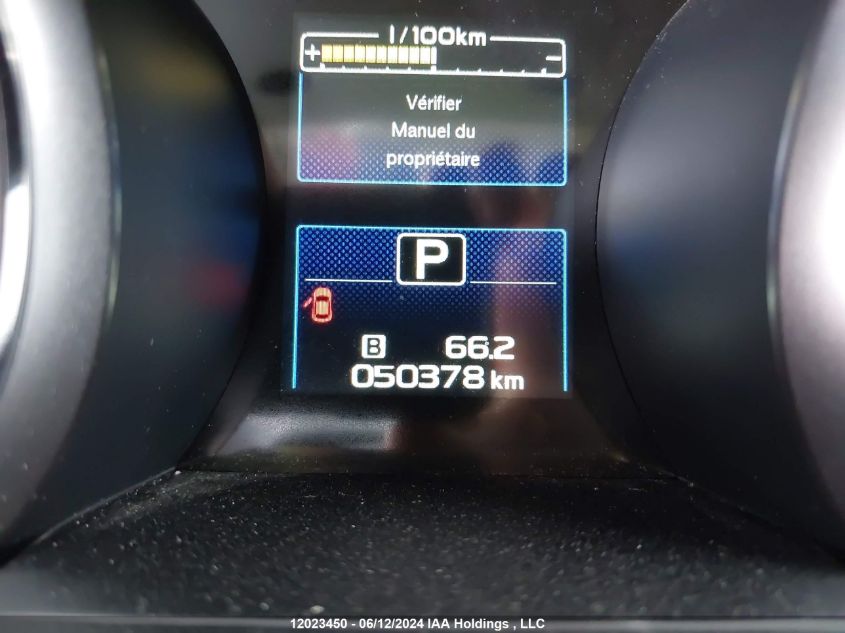 l/100km
+ −
Vérifier
Manuel du
propriétaire
P
B 66.2
050378 km
12023450 - 06/12/2024 IAA Holdings , LLC